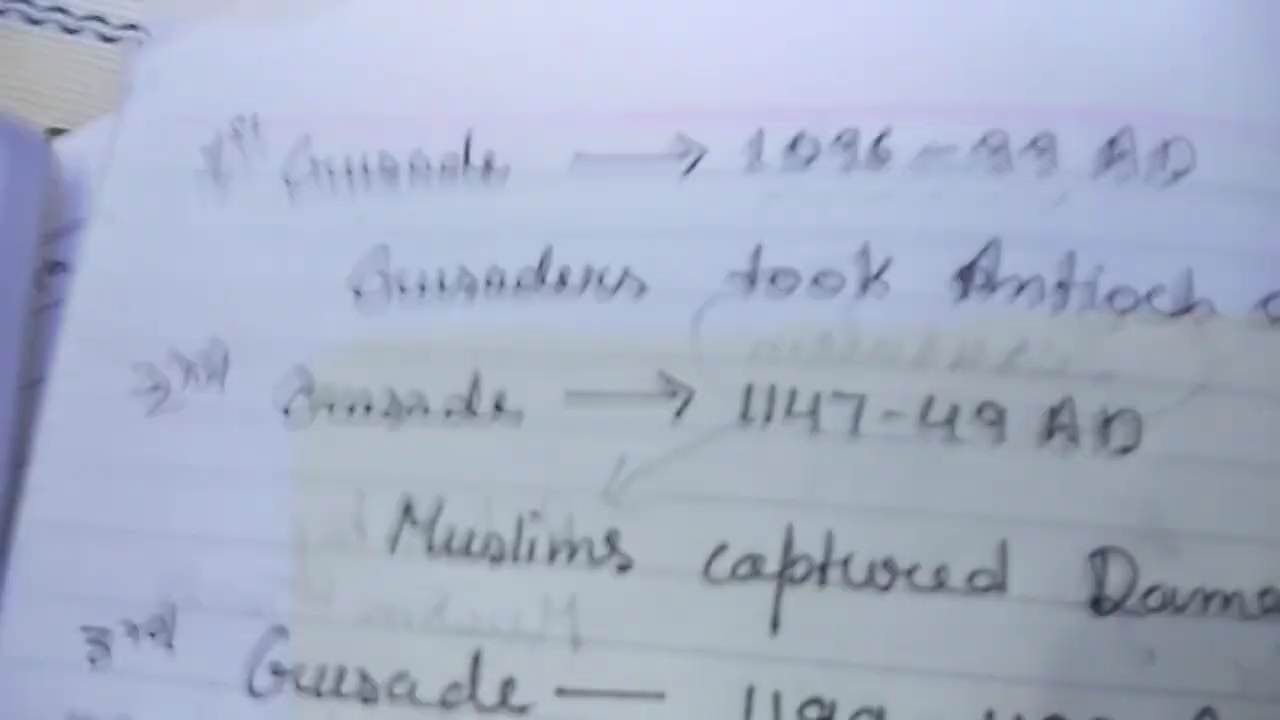 1st Crusade → 1096-99 AD
Crusaders took Antioch
2nd Crusade → 1147-49 AD
Muslims captured
3rd Crusade —